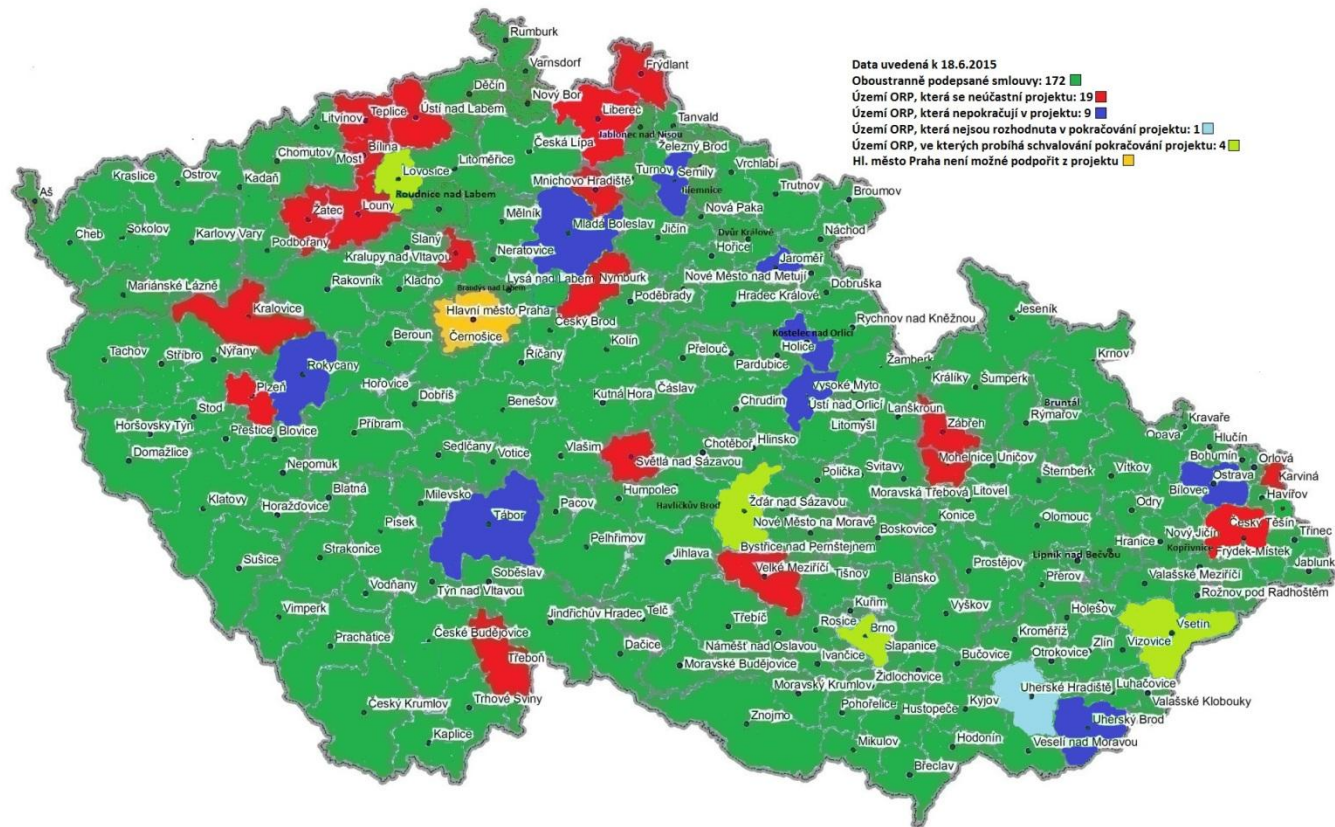 Data uvedená k 18.6.2015
Oboustranně podepsané smlouvy: 172
Území ORP, která se neúčastní projektu: 19
Území ORP, která nepokračují v projektu: 9
Území ORP, která nejsou rozhodnuta v pokračování projektu: 1
Území ORP, ve kterých probíhá schvalování pokračování projektu: 4
Hl. město Praha není možné podpořit z projektu
Rumburk
Varnsdorf
Frýdlant
Děčín
Nový Bor
Liberec
Litvínov
Teplice
Ústí nad Labem
Jablonec nad Nisou
Tanvald
Bílina
Česká Lípa
Železný Brod
Chomutov
Most
Litoměřice
Turnov
Semily
Vrchlabí
Kraslice
Ostrov
Kadaň
Lovosice
Mnichovo Hradiště
Jilemnice
Trutnov
Aš
Roudnice nad Labem
Broumov
Žatec
Louny
Mělník
Mladá Boleslav
Nová Paka
Cheb
Sokolov
Karlovy Vary
Podbořany
Slaný
Jičín
Dvůr Králové
Náchod
Kralupy nad Vltavou
Neratovice
Hořice
Jaroměř
Mariánské Lázně
Rakovník
Kladno
Lysá nad Labem
Nymburk
Nové Město nad Metují
Brandýs nad Labem
Poděbrady
Hradec Králové
Dobruška
Kralovice
Hlavní město Praha
Český Brod
Rychnov nad Kněžnou
Jeseník
Beroun
Černošice
Kolín
Kostelec nad Orlicí
Tachov
Stříbro
Nýřany
Říčany
Přelouč
Holice
Žamberk
Krnov
Rokycany
Pardubice
Králíky
Šumperk
Plzeň
Hořovice
Dobříš
Benešov
Kutná Hora
Čáslav
Vysoké Myto
Bruntál
Stod
Chrudim
Ústí nad Orlicí
Lanškroun
Rýmařov
Horšovský Týn
Přeštice
Blovice
Příbram
Litomyšl
Zábřeh
Kravaře
Opava
Domažlice
Sedlčany
Votice
Vlašim
Světlá nad Sázavou
Chotěboř
Hlinsko
Hlučín
Nepomuk
Mohelnice
Uničov
Bohumín
Orlová
Klatovy
Horažďovice
Blatná
Milevsko
Humpolec
Polička
Svitavy
Šternberk
Vítkov
Ostrava
Karviná
Pacov
Havlíčkův Brod
Žďár nad Sázavou
Moravská Třebová
Litovel
Bílovec
Havířov
Písek
Tábor
Nové Město na Moravě
Boskovice
Konice
Olomouc
Odry
Český Těšín
Sušice
Strakonice
Pelhřimov
Bystřice nad Pernštejnem
Hranice
Nový Jičín
Třinec
Jihlava
Lipník nad Bečvou
Kopřivnice
Frýdek-Místek
Vodňany
Soběslav
Velké Meziříčí
Tišnov
Blansko
Prostějov
Přerov
Valašské Meziříčí
Jablunk
Týn nad Vltavou
Rožnov pod Radhoštěm
Vimperk
Jindřichův Hradec
Telč
Třebíč
Kuřim
Vyškov
Holešov
Prachatice
České Budějovice
Rosice
Brno
Kroměříž
Zlín
Vsetín
Třeboň
Dačice
Náměšť nad Oslavou
Ivančice
Slapanice
Bučovice
Otrokovice
Vizovice
Moravské Budějovice
Židlochovice
Český Krumlov
Trhové Sviny
Moravský Krumlov
Pohořelice
Hustopeče
Kyjov
Uherské Hradiště
Luhačovice
Valašské Klobouky
Znojmo
Uherský Brod
Kaplice
Mikulov
Hodonín
Veselí nad Moravou
Břeclav